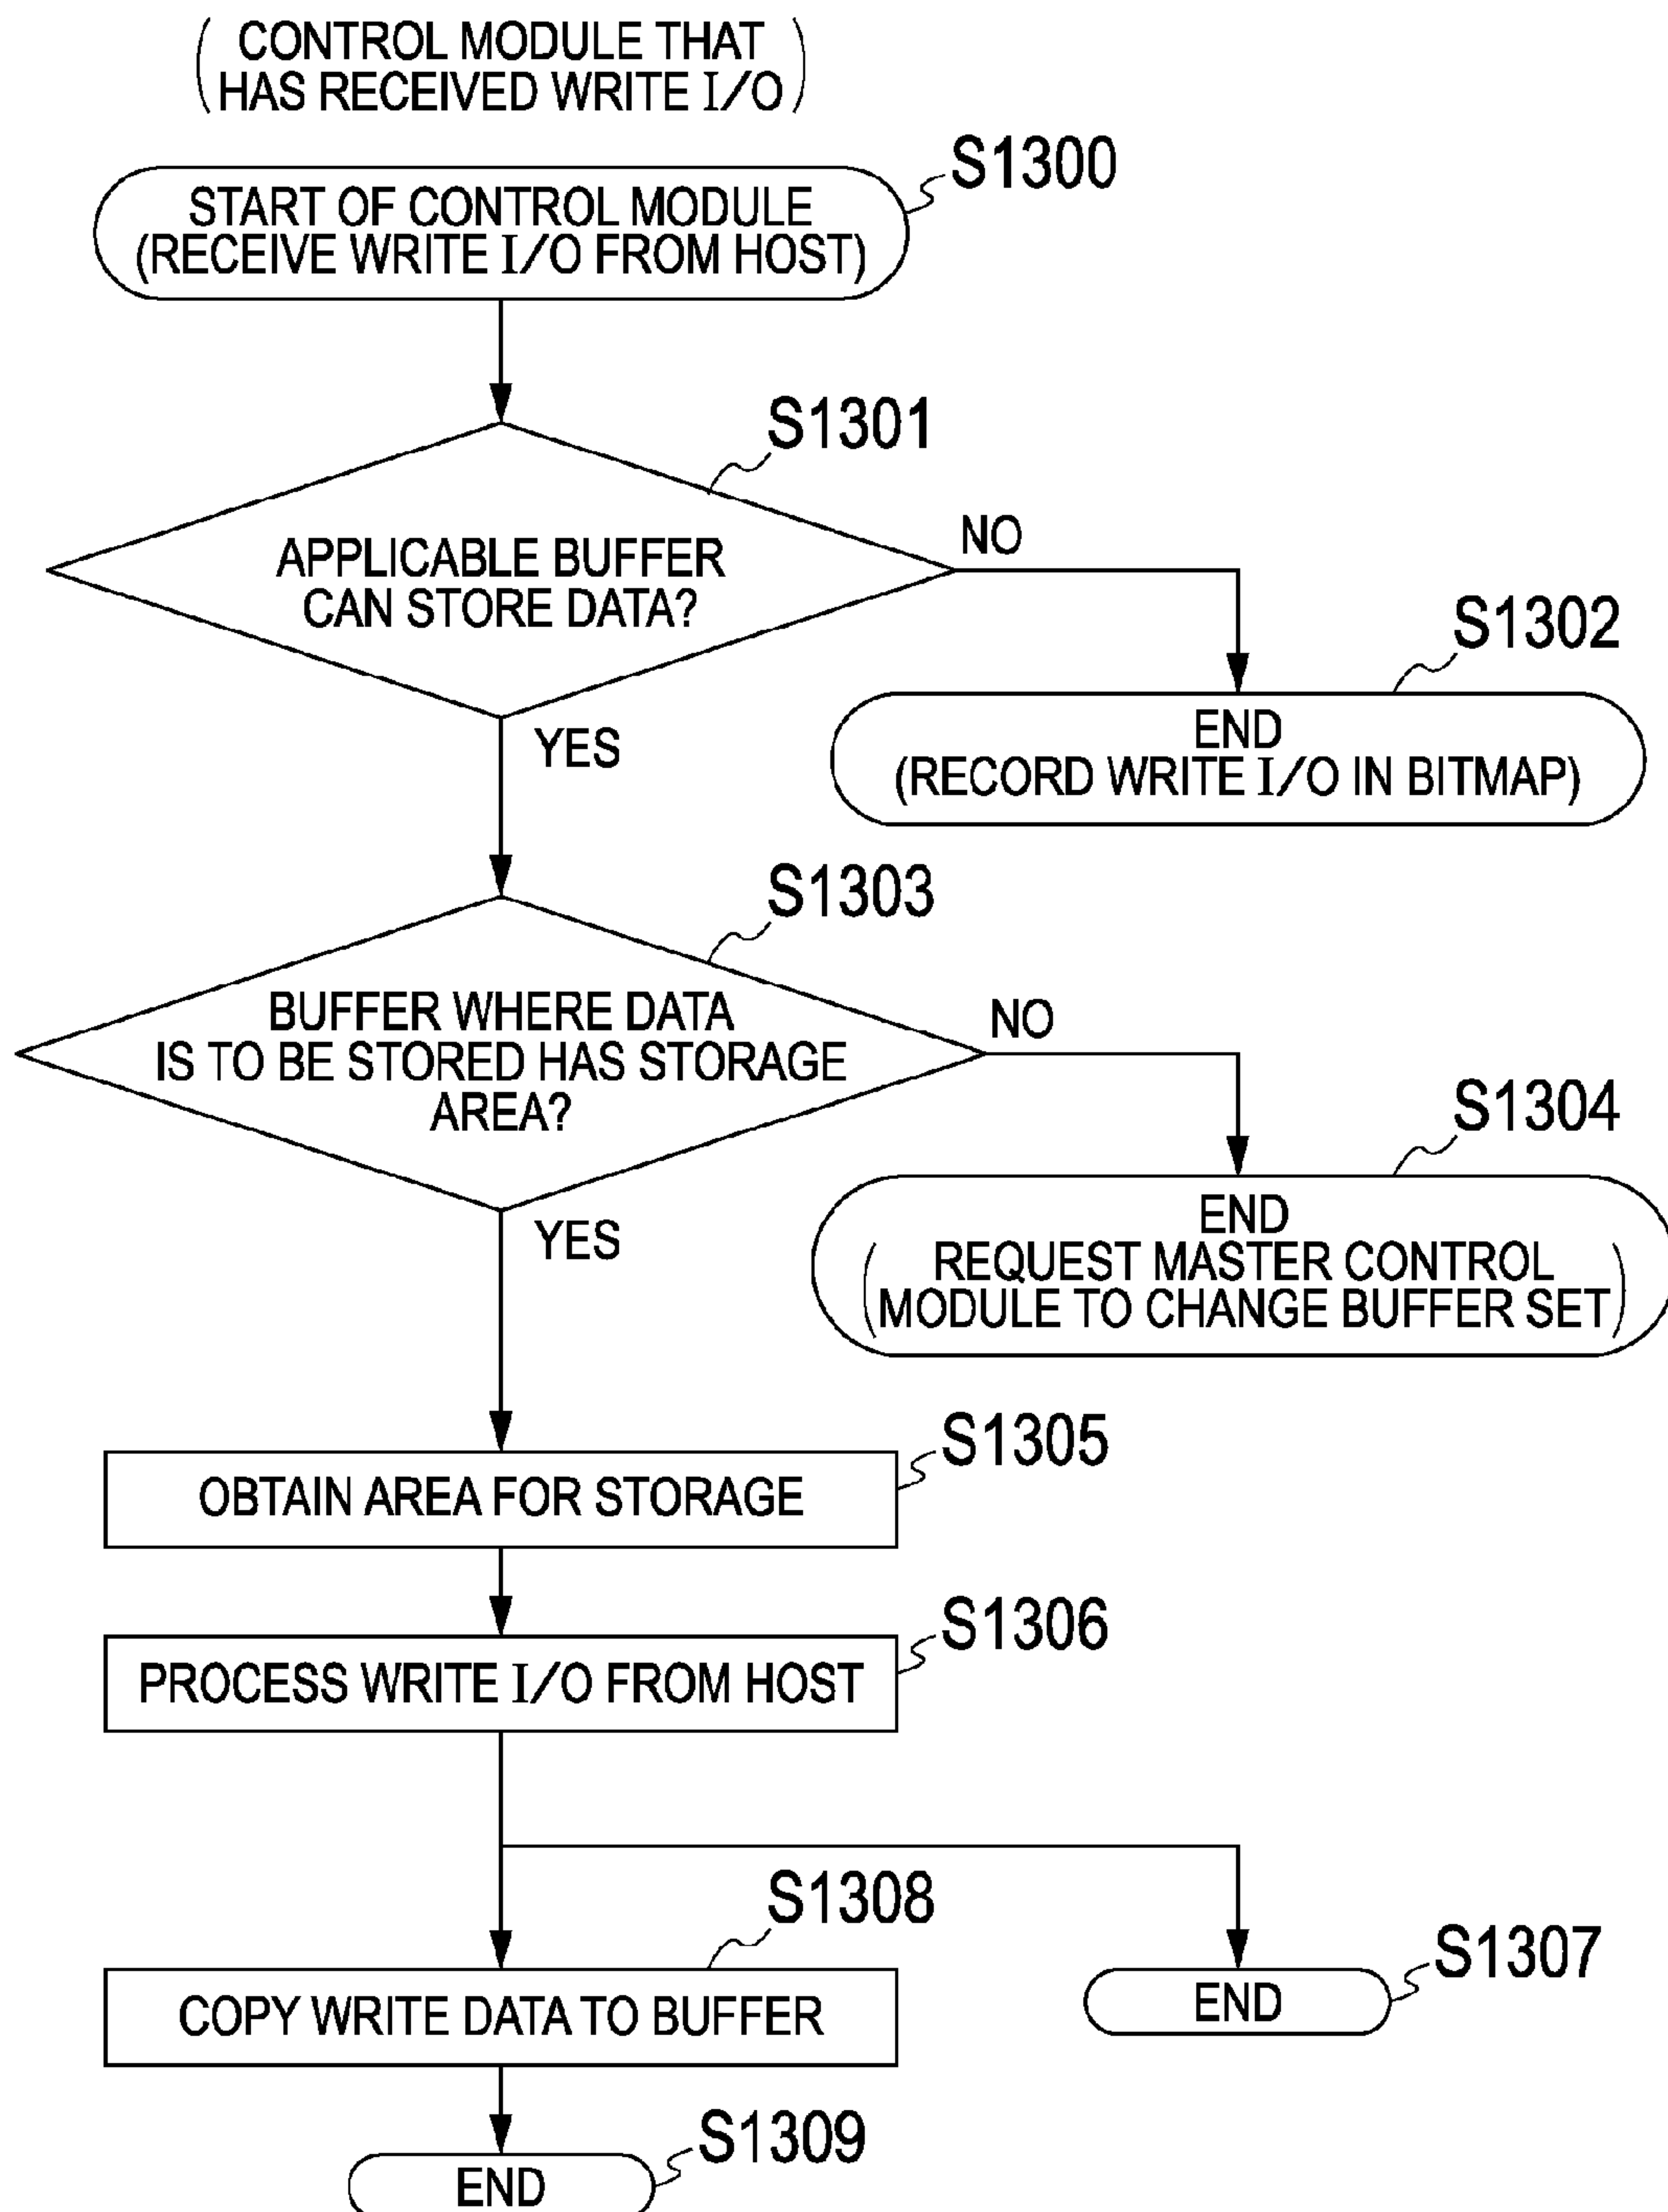 CONTROL MODULE THAT
HAS RECEIVED WRITE I/O
S1300
START OF CONTROL MODULE
(RECEIVE WRITE I/O FROM HOST)
S1301
APPLICABLE BUFFER
CAN STORE DATA?
NO
S1302
END
(RECORD WRITE I/O IN BITMAP)
YES
S1303
BUFFER WHERE DATA
IS TO BE STORED HAS STORAGE
AREA?
NO
S1304
END
REQUEST MASTER CONTROL
MODULE TO CHANGE BUFFER SET
YES
S1305
OBTAIN AREA FOR STORAGE
S1306
PROCESS WRITE I/O FROM HOST
S1308
COPY WRITE DATA TO BUFFER
S1307
END
S1309
END